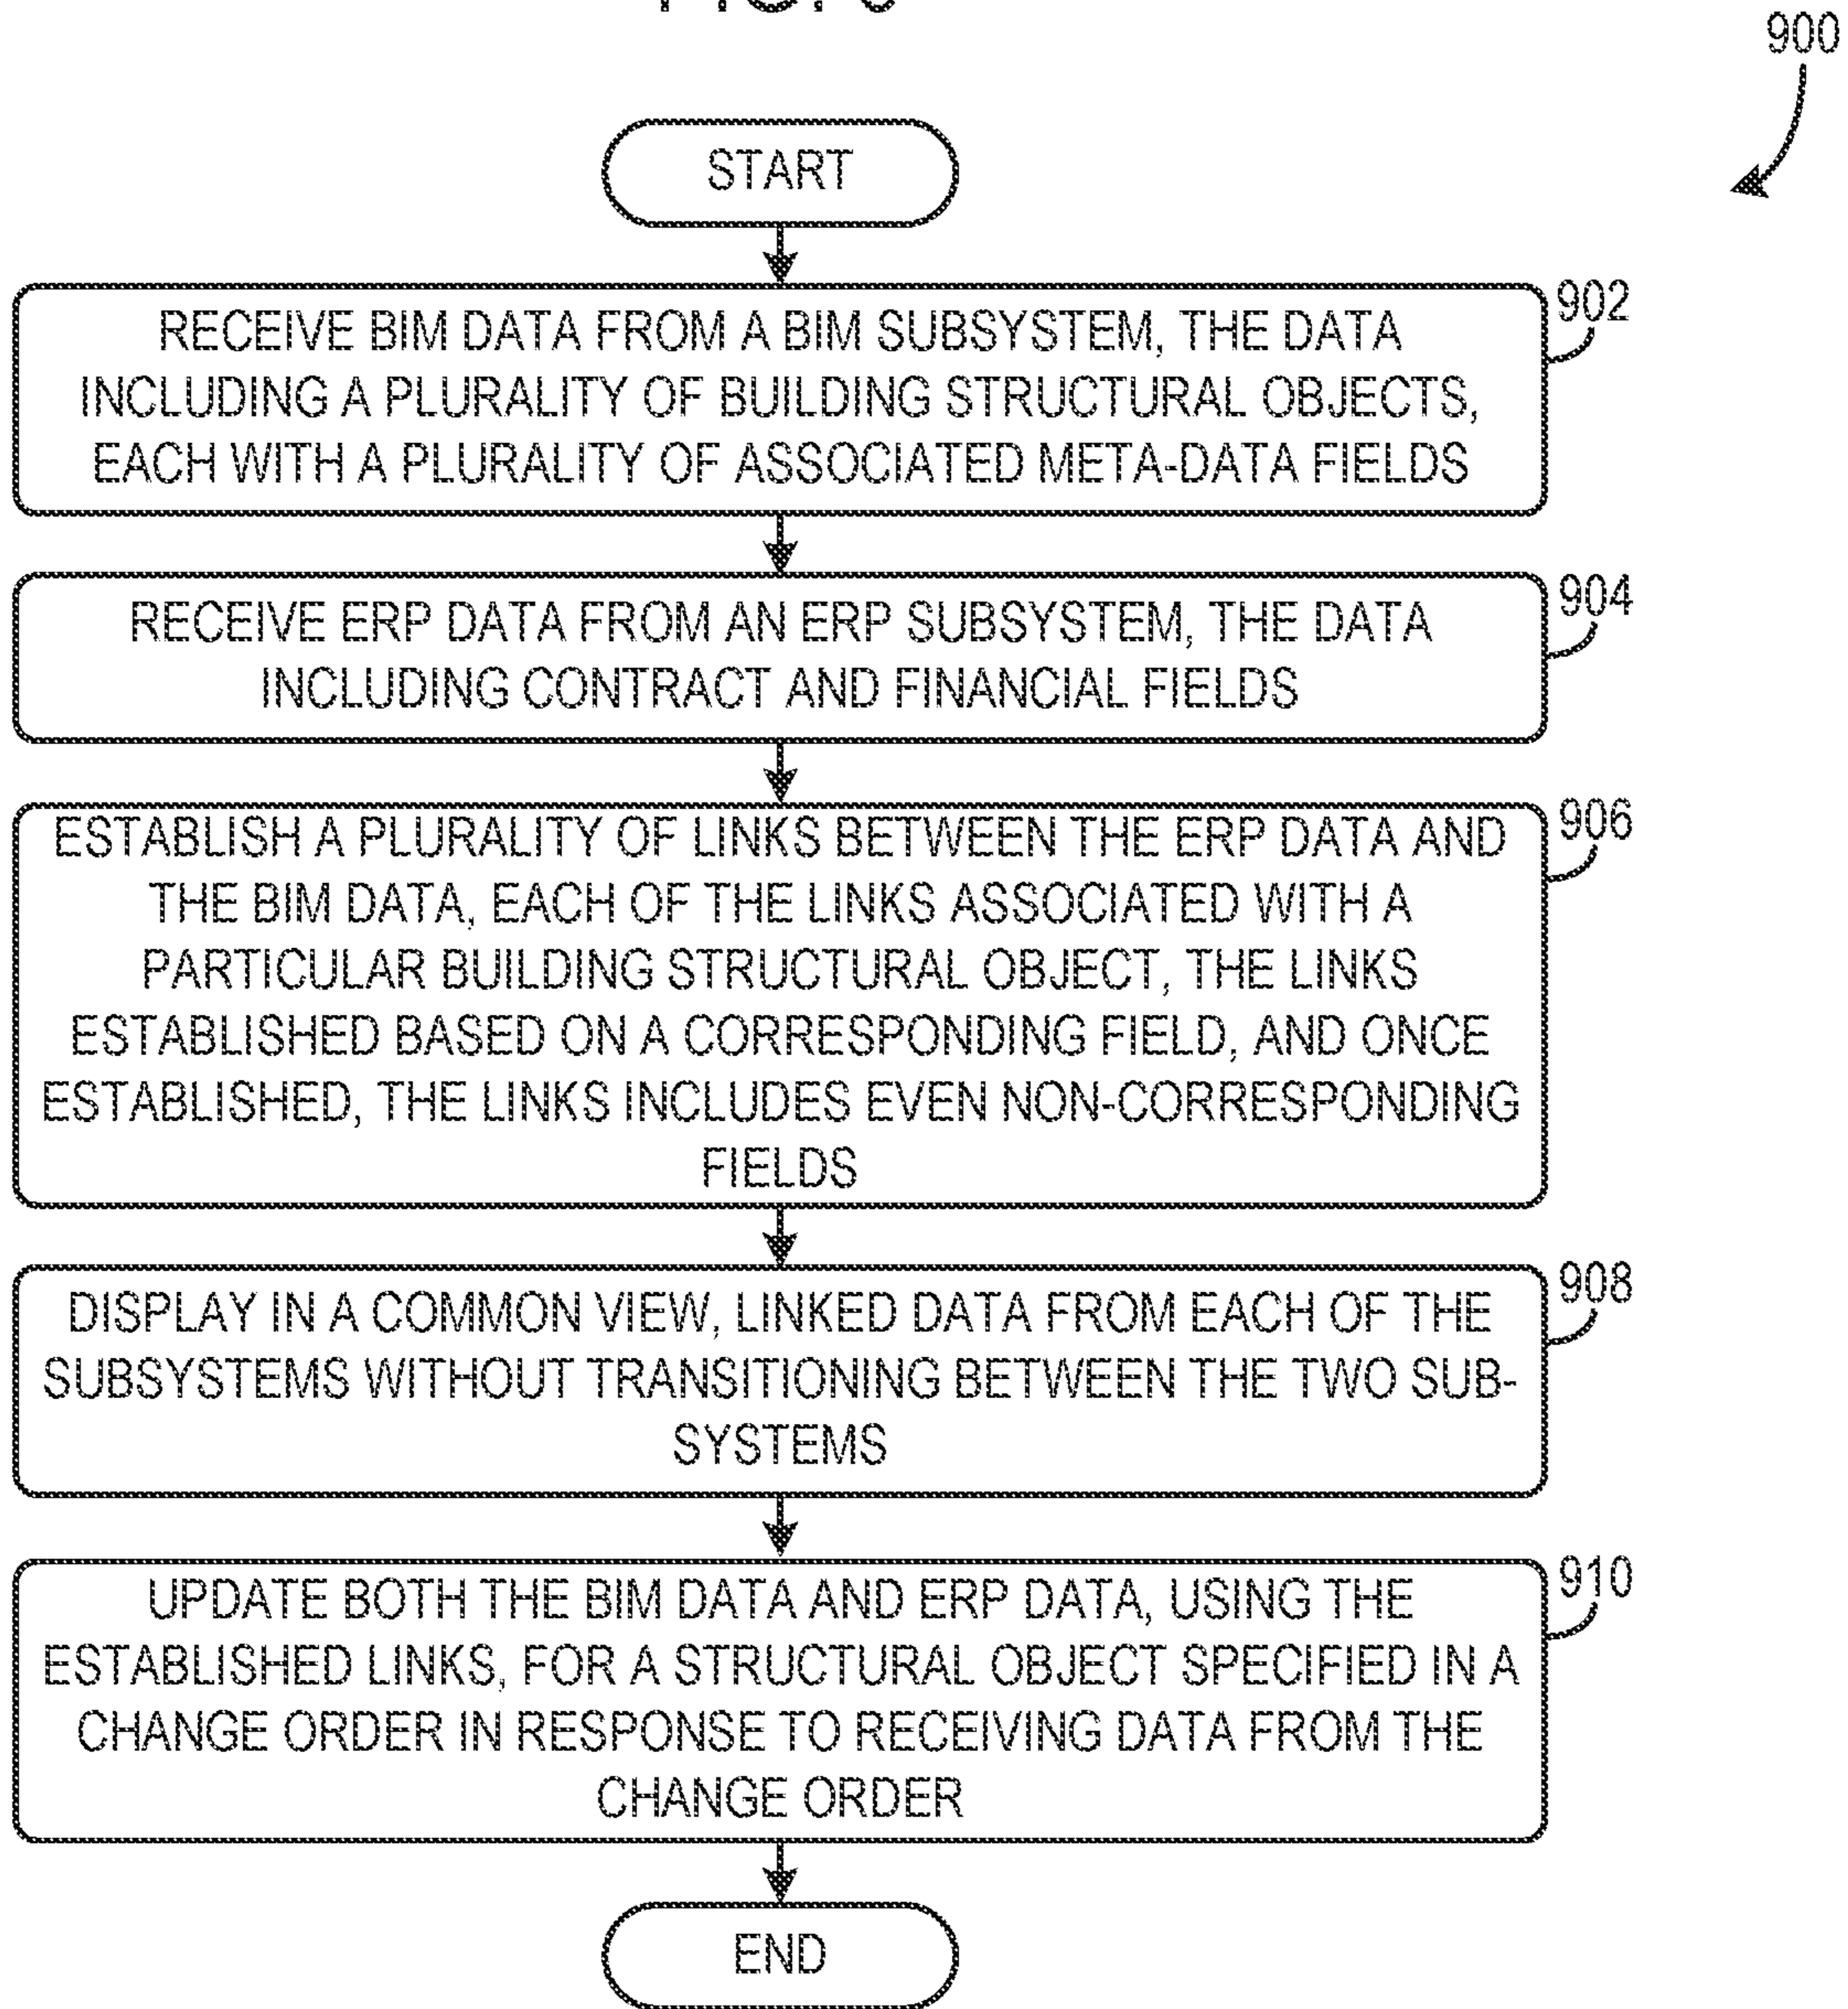 900
START
RECEIVE BIM DATA FROM A BIM SUBSYSTEM, THE DATA
INCLUDING A PLURALITY OF BUILDING STRUCTURAL OBJECTS,
EACH WITH A PLURALITY OF ASSOCIATED META-DATA FIELDS
902
RECEIVE ERP DATA FROM AN ERP SUBSYSTEM, THE DATA
INCLUDING CONTRACT AND FINANCIAL FIELDS
904
ESTABLISH A PLURALITY OF LINKS BETWEEN THE ERP DATA AND
THE BIM DATA, EACH OF THE LINKS ASSOCIATED WITH A
PARTICULAR BUILDING STRUCTURAL OBJECT, THE LINKS
ESTABLISHED BASED ON A CORRESPONDING FIELD, AND ONCE
ESTABLISHED, THE LINKS INCLUDES EVEN NON-CORRESPONDING
FIELDS
906
DISPLAY IN A COMMON VIEW, LINKED DATA FROM EACH OF THE
SUBSYSTEMS WITHOUT TRANSITIONING BETWEEN THE TWO SUB-
SYSTEMS
908
UPDATE BOTH THE BIM DATA AND ERP DATA, USING THE
ESTABLISHED LINKS, FOR A STRUCTURAL OBJECT SPECIFIED IN A
CHANGE ORDER IN RESPONSE TO RECEIVING DATA FROM THE
CHANGE ORDER
910
END